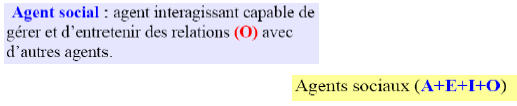 Agent social : agent interagissant capable de
gérer et d'entretenir des relations (O) avec
d'autres agents.
Agents sociaux (A+E+I+O)